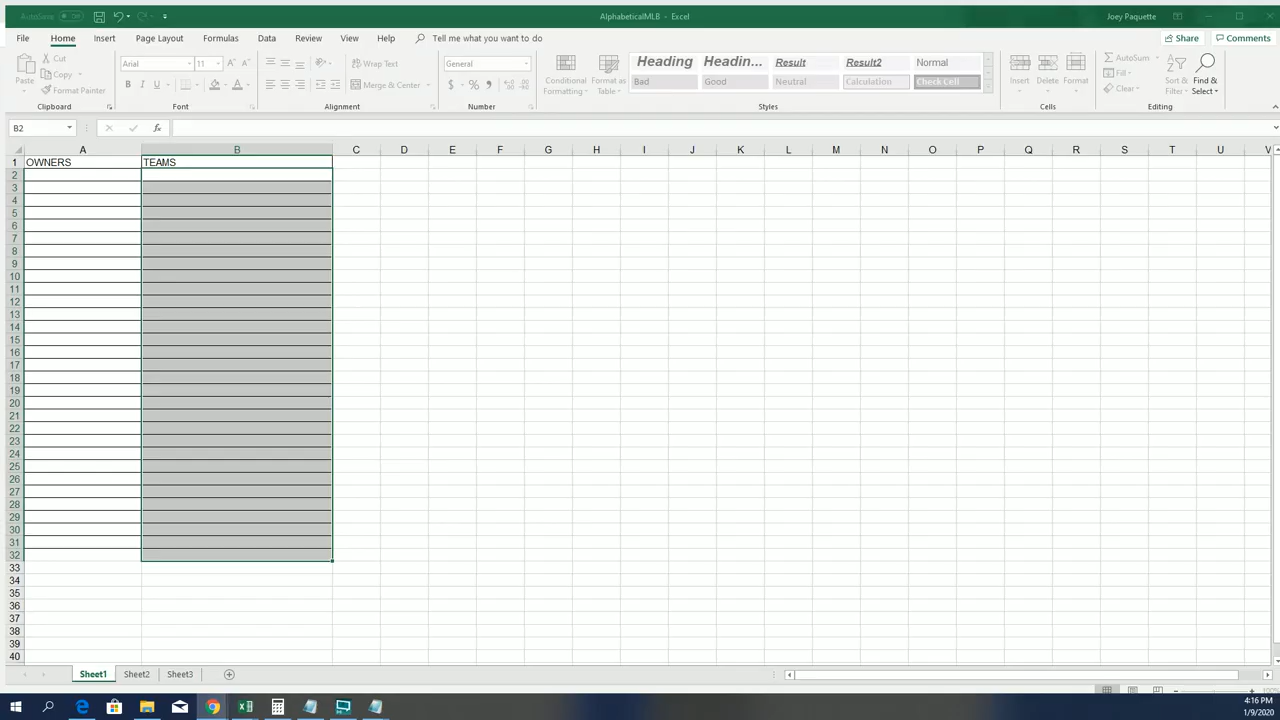 AutoSave Off
AlphabeticalMLB - Excel
Joey Paquette
File Home Insert Page Layout Formulas Data Review View Help Tell me what you want to do Share Comments
Paste Cut Copy Format Painter Clipboard
Arial 11 A A B I U A Font
Wrap Text Merge & Center Alignment
General $ % Number
Conditional Formatting Format as Table
Heading Headin... Result Result2 Normal
Bad Good Neutral Calculation Check Cell
Styles
Insert Delete Format Cells
AutoSum Fill Clear Sort & Filter Find & Select Editing
B2 fx
A B C D E F G H I J K L M N O P Q R S T U V
1 OWNERS TEAMS
2
3
4
5
6
7
8
9
10
11
12
13
14
15
16
17
18
19
20
21
22
23
24
25
26
27
28
29
30
31
32
33
34
35
36
37
38
39
40
Sheet1 Sheet2 Sheet3
100%
4:16 PM
1/9/2020